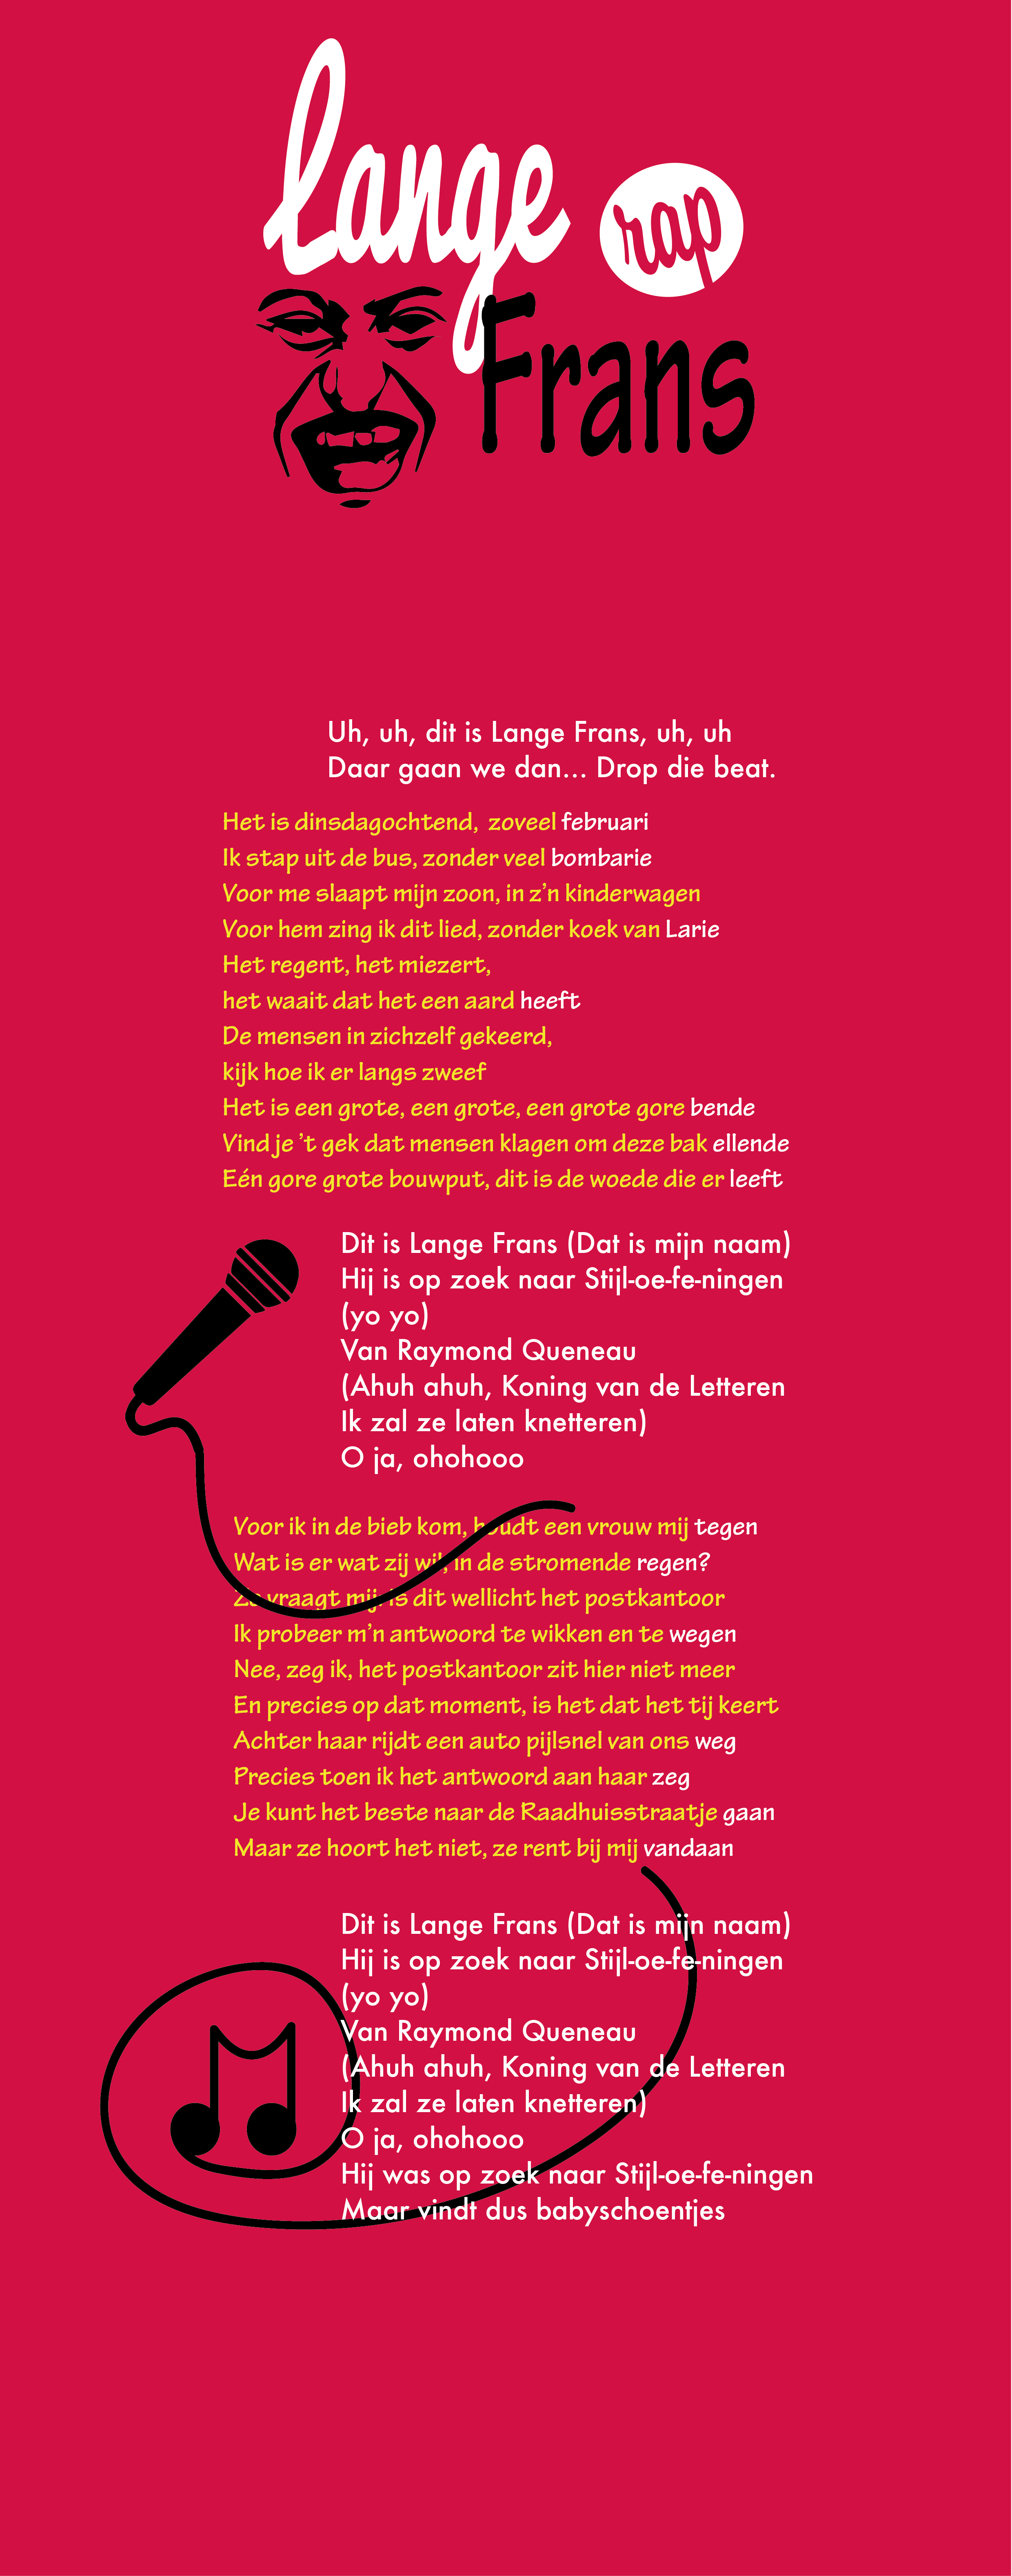 Lange
rap
Frans
Uh, uh, dit is Lange Frans, uh, uh
Daar gaan we dan... Drop die beat.
Het is dinsdagochtend, zoveel februari
Ik stap uit de bus, zonder veel bombarie
Voor me slaapt mijn zoon, in z’n kinderwagen
Voor hem zing ik dit lied, zonder koek van Larie
Het regent, het miezert,
het waait dat het een aard heeft
De mensen in zichzelf gekeerd,
kijk hoe ik er langs zweef
Het is een grote, een grote, een grote gore bende
Vind je ’t gek dat mensen klagen om deze bak ellende
Eén gore grote bouwput, dit is de woede die er leeft
Dit is Lange Frans (Dat is mijn naam)
Hij is op zoek naar Stijl-oe-fe-ningen
(yo yo)
Van Raymond Queneau
(Ahuh ahuh, Koning van de Letteren
Ik zal ze laten knetteren)
O ja, ohohooo
Voor ik in de bieb kom, houdt een vrouw mij tegen
Wat is er wat zij wil, in de stromende regen?
Ze vraagt mij: is dit wellicht het postkantoor
Ik probeer m’n antwoord te wikken en te wegen
Nee, zeg ik, het postkantoor zit hier niet meer
En precies op dat moment, is het dat het tij keert
Achter haar rijdt een auto pijlsnel van ons weg
Precies toen ik het antwoord aan haar zeg
Je kunt het beste naar de Raadhuisstraatje gaan
Maar ze hoort het niet, ze rent bij mij vandaan
Dit is Lange Frans (Dat is mijn naam)
Hij is op zoek naar Stijl-oe-fe-ningen
(yo yo)
Van Raymond Queneau
(Ahuh ahuh, Koning van de Letteren
Ik zal ze laten knetteren)
O ja, ohohooo
Hij was op zoek naar Stijl-oe-fe-ningen
Maar vindt dus babyschoentjes